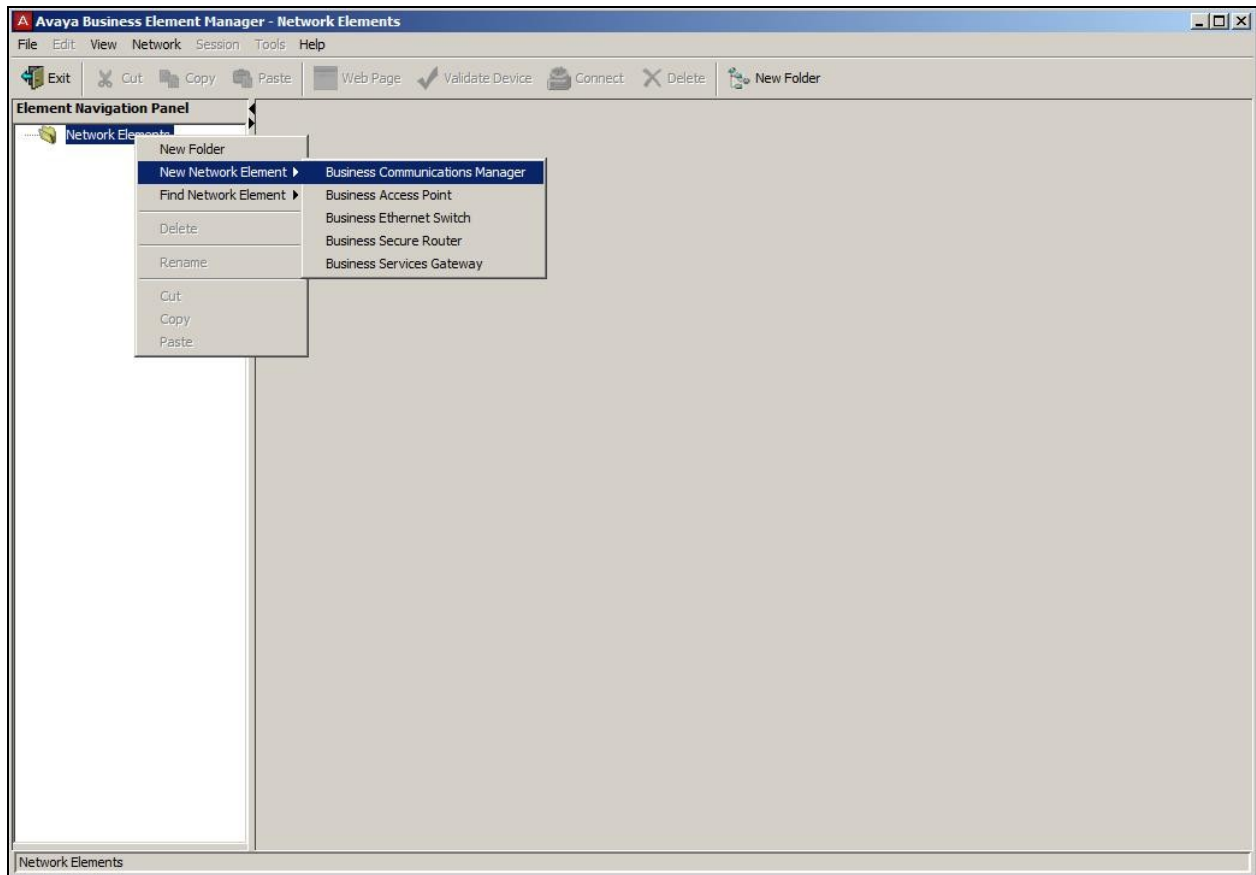 A Avaya Business Element Manager - Network Elements
File Edit View Network Session Tools Help
Exit Cut Copy Paste Web Page Validate Device Connect Delete New Folder
Element Navigation Panel
Network Elements
New Folder
New Network Element
Find Network Element
Delete
Rename
Cut
Copy
Paste
Business Communications Manager
Business Access Point
Business Ethernet Switch
Business Secure Router
Business Services Gateway
Network Elements